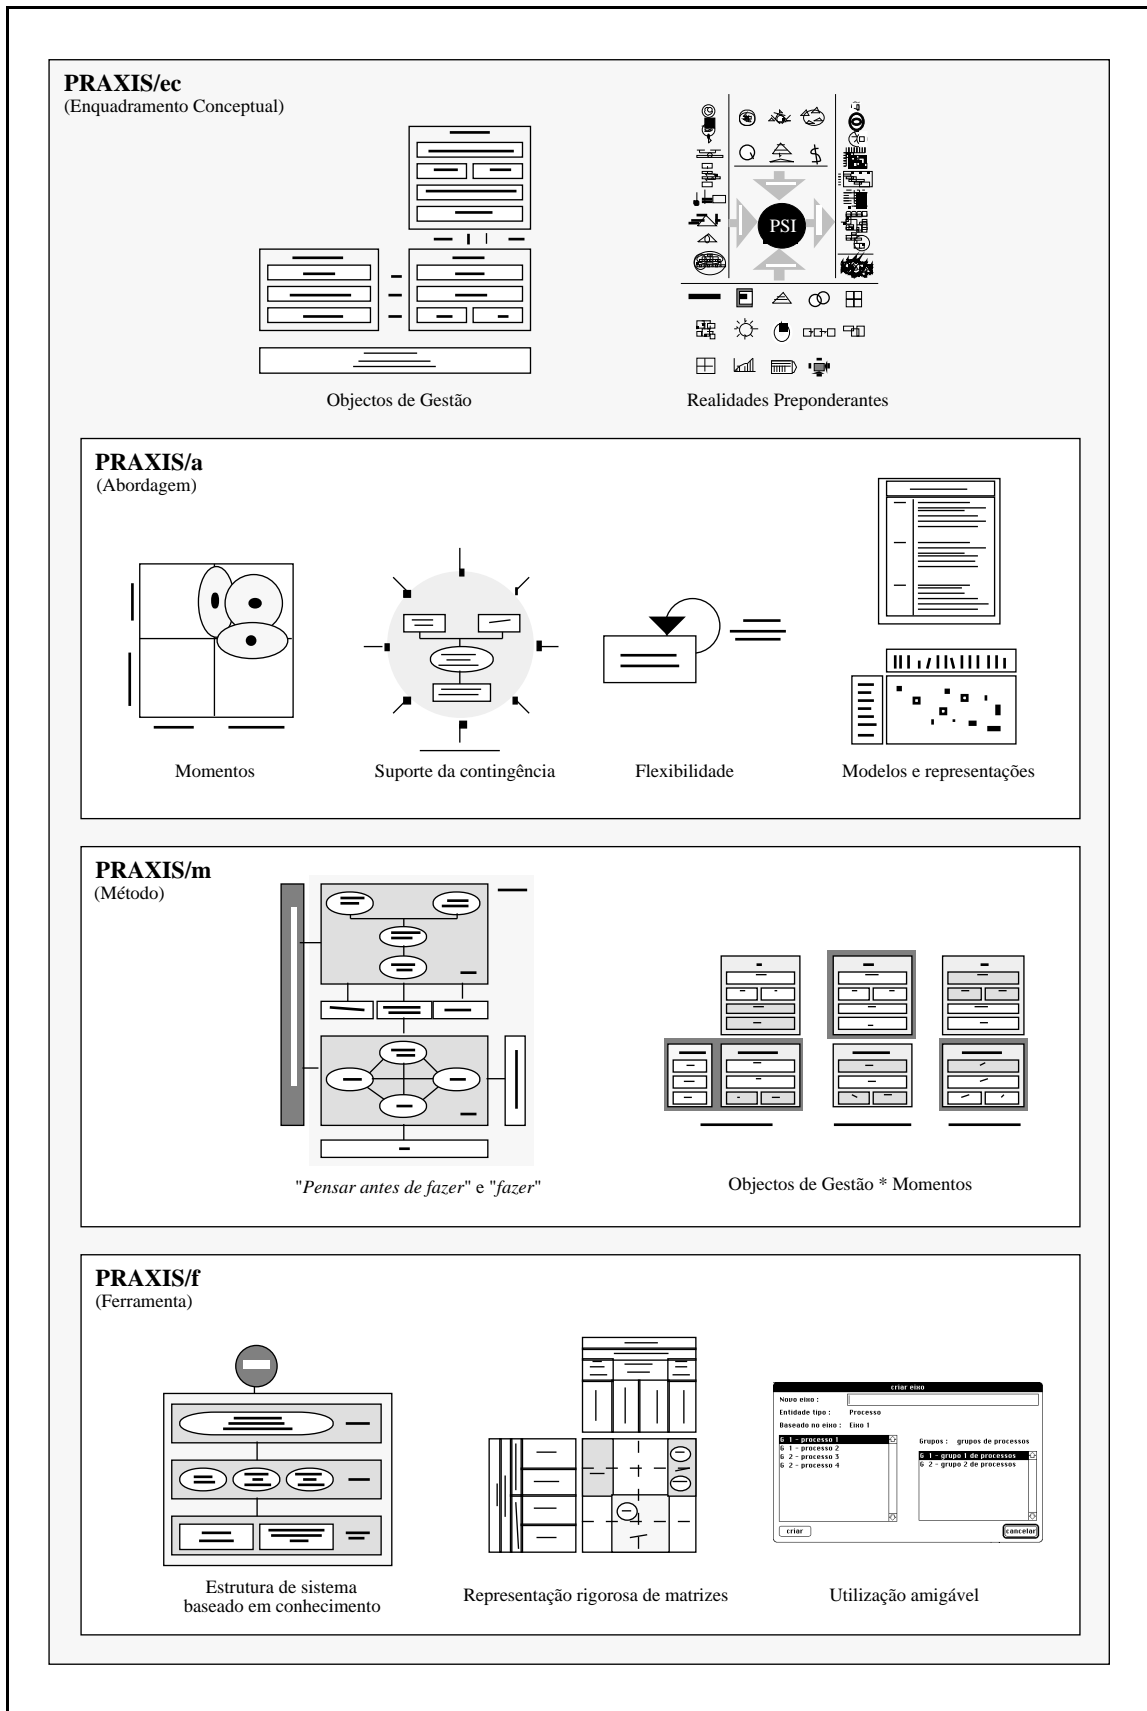 PRAXIS/ec
(Enquadramento Conceptual)
PSI
Objectos de Gestão
Realidades Preponderantes
PRAXIS/a
(Abordagem)
Momentos
Suporte da contingência
Flexibilidade
Modelos e representações
PRAXIS/m
(Método)
"Pensar antes de fazer" e "fazer"
Objectos de Gestão * Momentos
PRAXIS/f
(Ferramenta)
criar eixo
Novo eixo :
Entidade tipo : Processo
Baseado no eixo : Eixo 1
G 1 - processo 1
G 1 - processo 2
G 2 - processo 3
G 2 - processo 4
Grupos : grupos de processos
G 1 - grupo 1 de processos
G 2 - grupo 2 de processos
criar
cancelar
Estrutura de sistema
baseado em conhecimento
Representação rigorosa de matrizes
Utilização amigável